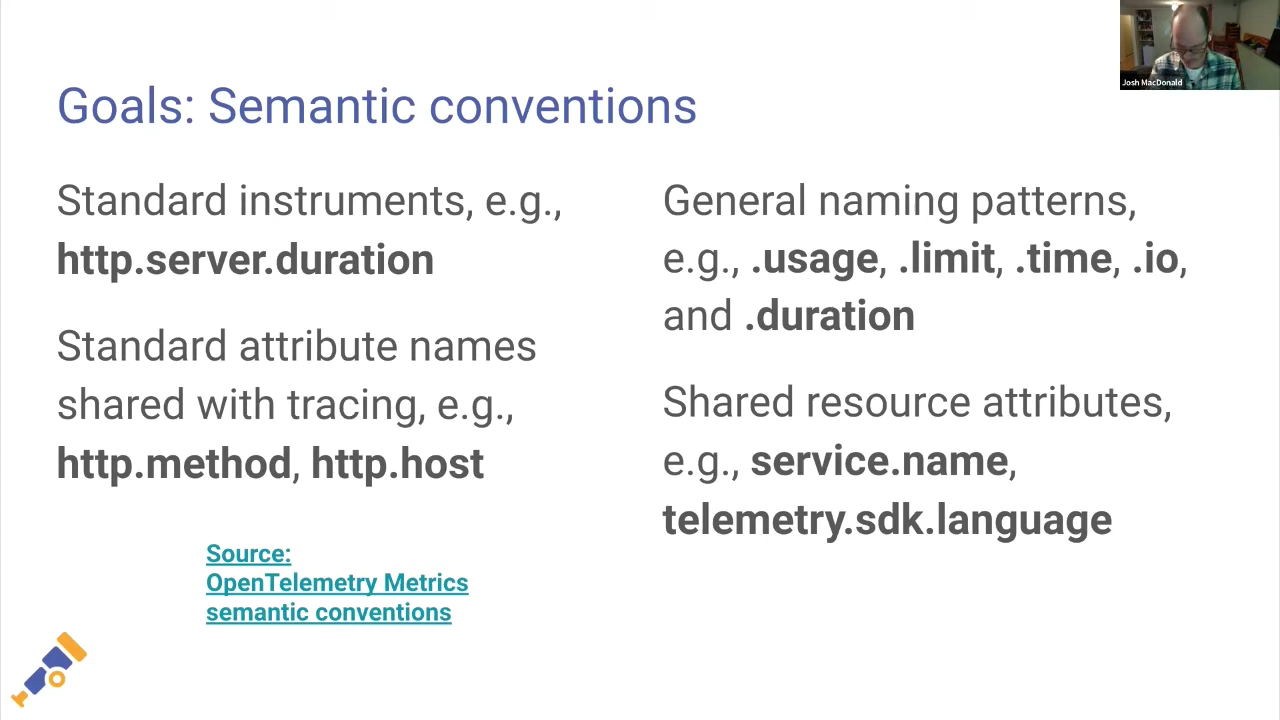 Josh MacDonald
Goals: Semantic conventions
Standard instruments, e.g.,
http.server.duration
Standard attribute names
shared with tracing, e.g.,
http.method, http.host
Source:
OpenTelemetry Metrics
semantic conventions
General naming patterns,
e.g., .usage, .limit, .time, .io,
and .duration
Shared resource attributes,
e.g., service.name,
telemetry.sdk.language